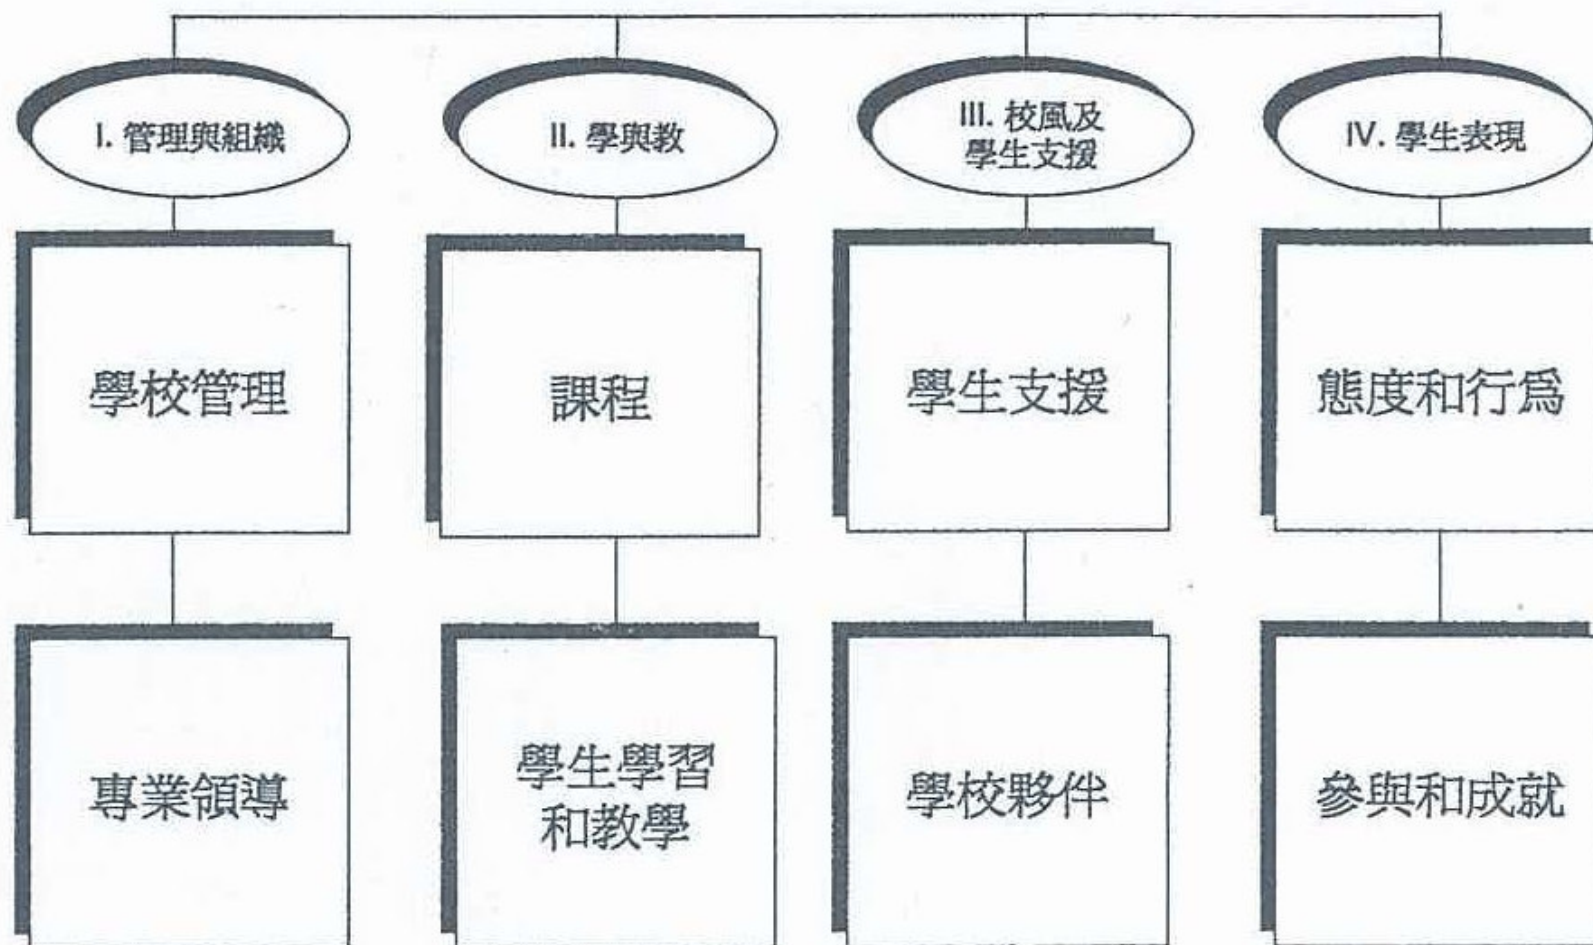 I. 管理與組織
II. 學與教
III. 校風及
學生支援
IV. 學生表現
學校管理
課程
學生支援
態度和行爲
專業領導
學生學習
和教學
學校夥伴
參與和成就